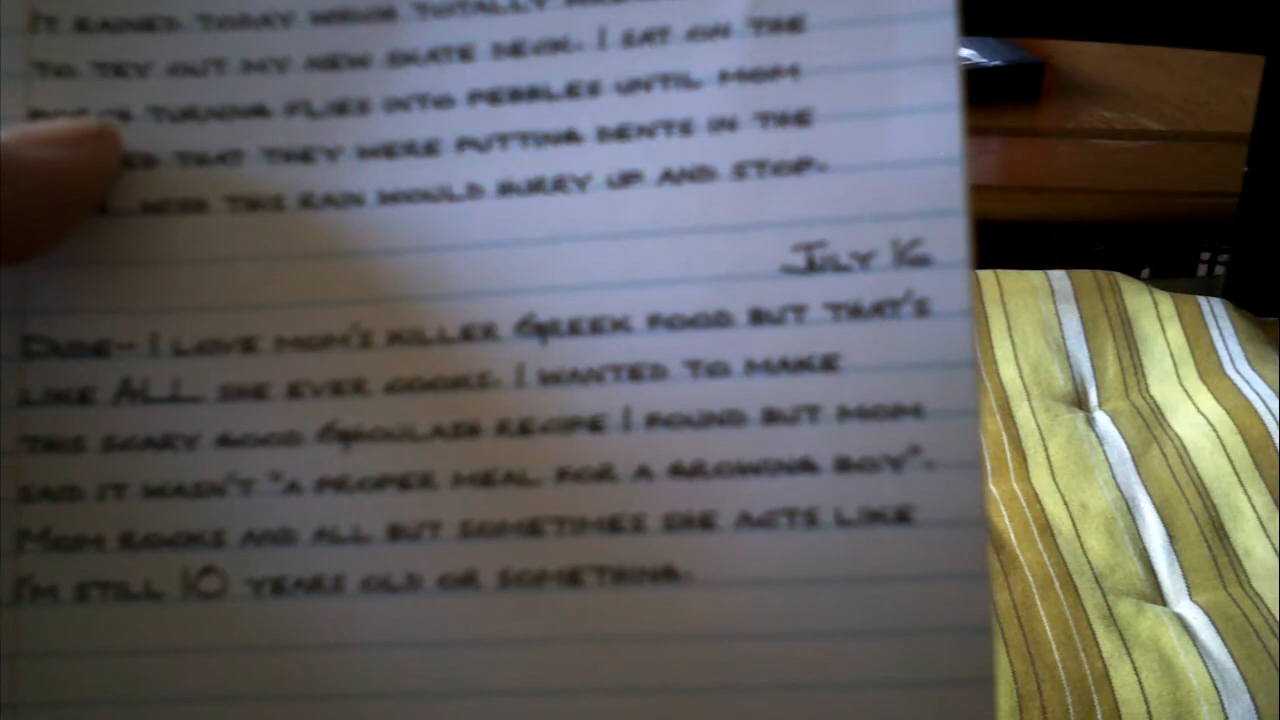 IT RAINED TODAY WHICH TOTALLY
TO TRY OUT MY NEW SKATE DECK. I SAT ON THE
TURNING FLIES INTO PEBBLES UNTIL MOM
THAT THEY WERE PUTTING DENTS IN THE
WISH THIS RAIN WOULD HURRY UP AND STOP.
JULY 16
DUDE- I LOVE MOM'S KILLER GREEK FOOD BUT THAT'S
LIKE ALL SHE EVER COOKS. I WANTED TO MAKE
THIS SCARY GOOD GHOULASH RECIPE I FOUND BUT MOM
SAID IT WASN'T "A PROPER MEAL FOR A GROWING BOY".
MOM ROCKS AND ALL BUT SOMETIMES SHE ACTS LIKE
I'M STILL 10 YEARS OLD OR SOMETHING.